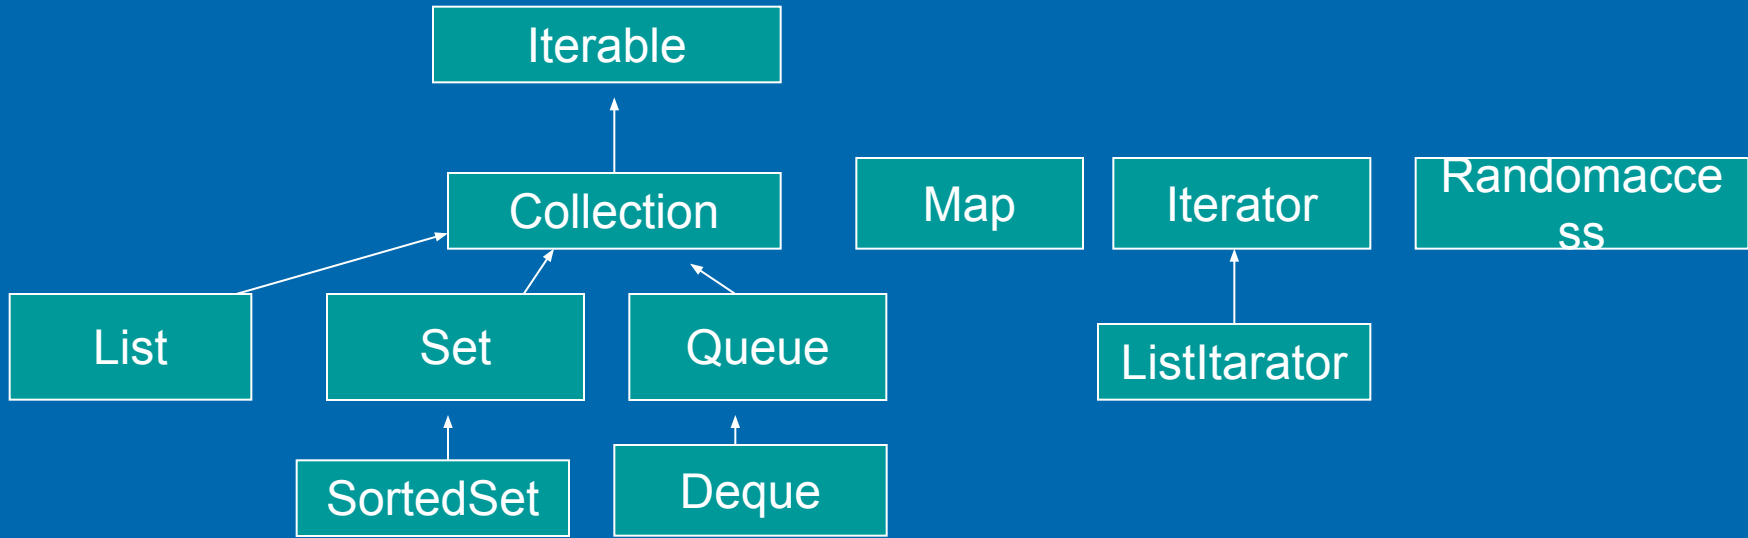 Iterable
Collection
Map
Iterator
Randomacce
ss
List
Set
Queue
ListItarator
SortedSet
Deque